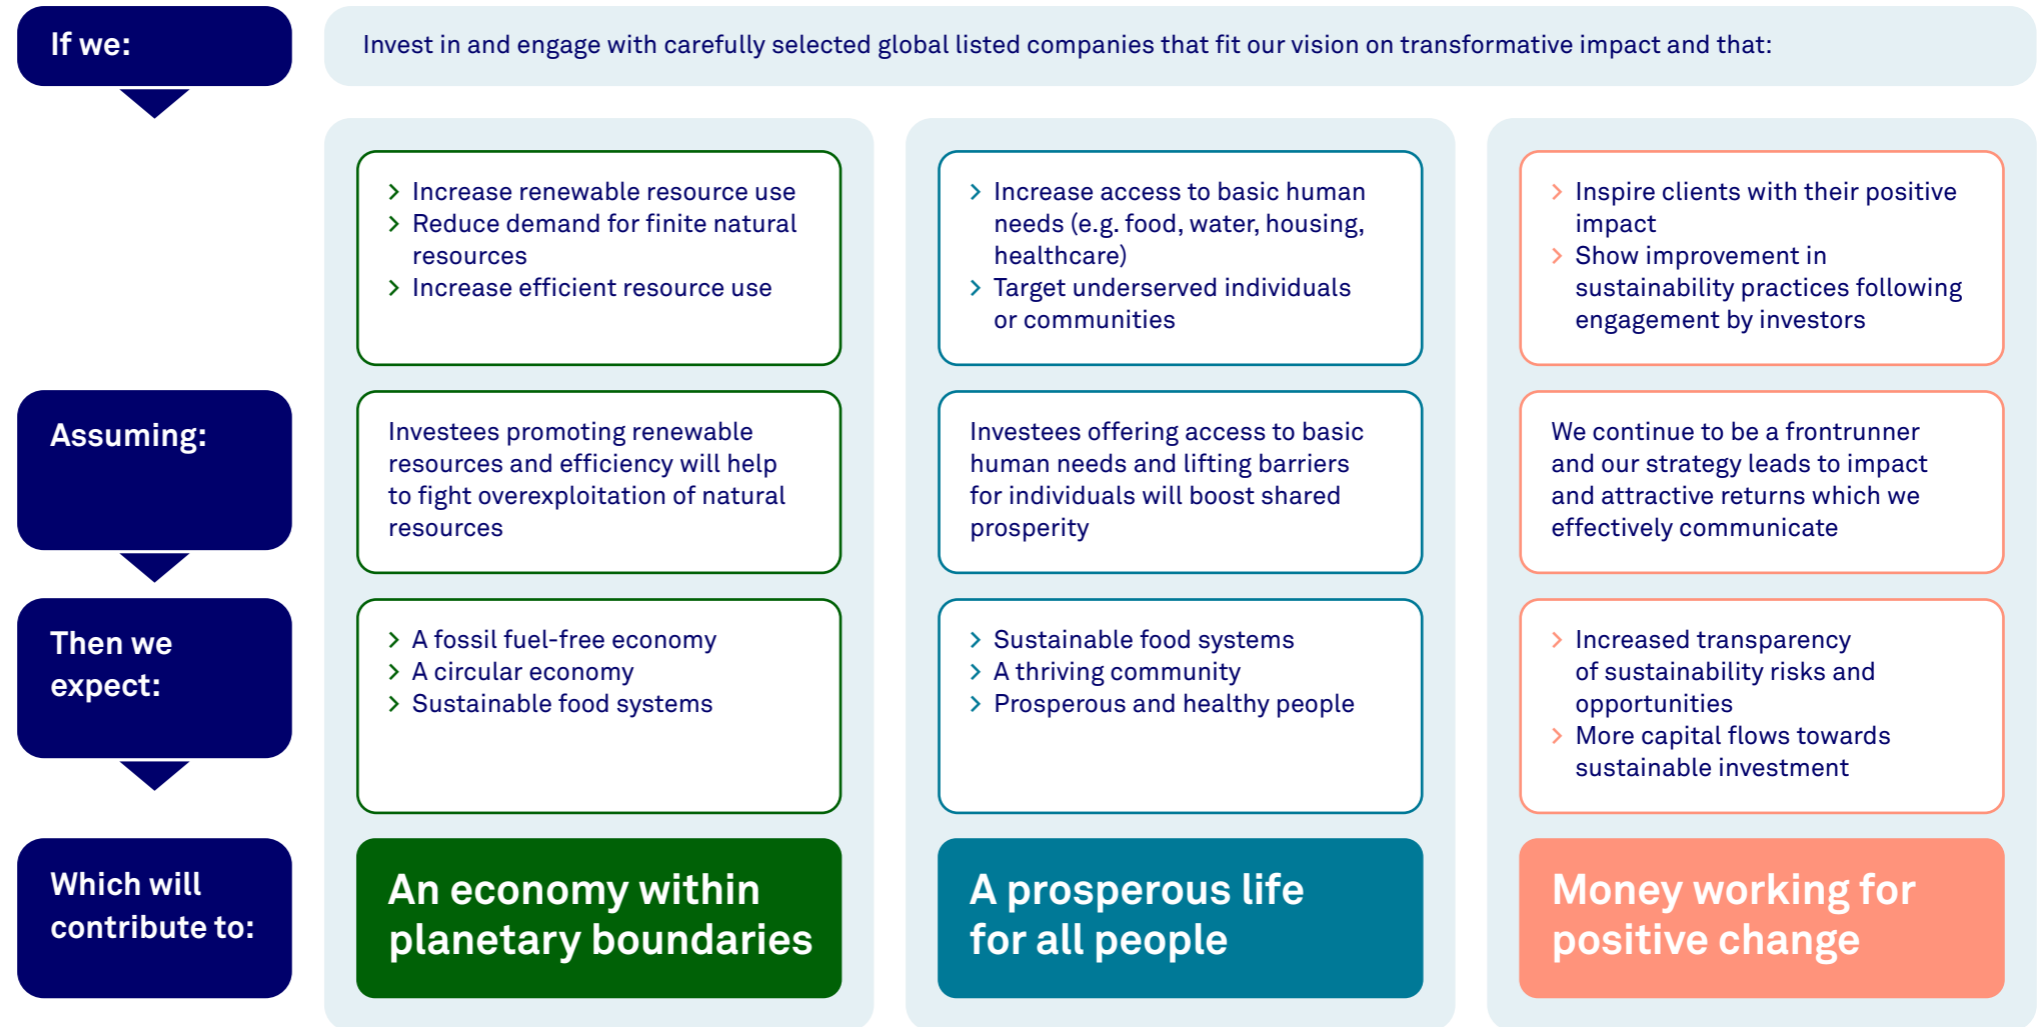 If we:
Invest in and engage with carefully selected global listed companies that fit our vision on transformative impact and that:
> Increase renewable resource use
> Reduce demand for finite natural
resources
> Increase efficient resource use
> Increase access to basic human
needs (e.g. food, water, housing,
healthcare)
> Target underserved individuals
or communities
> Inspire clients with their positive
impact
> Show improvement in
sustainability practices following
engagement by investors
Assuming:
Investees promoting renewable
resources and efficiency will help
to fight overexploitation of natural
resources
Investees offering access to basic
human needs and lifting barriers
for individuals will boost shared
prosperity
We continue to be a frontrunner
and our strategy leads to impact
and attractive returns which we
effectively communicate
Then we
expect:
> A fossil fuel-free economy
> A circular economy
> Sustainable food systems
> Sustainable food systems
> A thriving community
> Prosperous and healthy people
> Increased transparency
of sustainability risks and
opportunities
> More capital flows towards
sustainable investment
Which will
contribute to:
An economy within
planetary boundaries
A prosperous life
for all people
Money working for
positive change